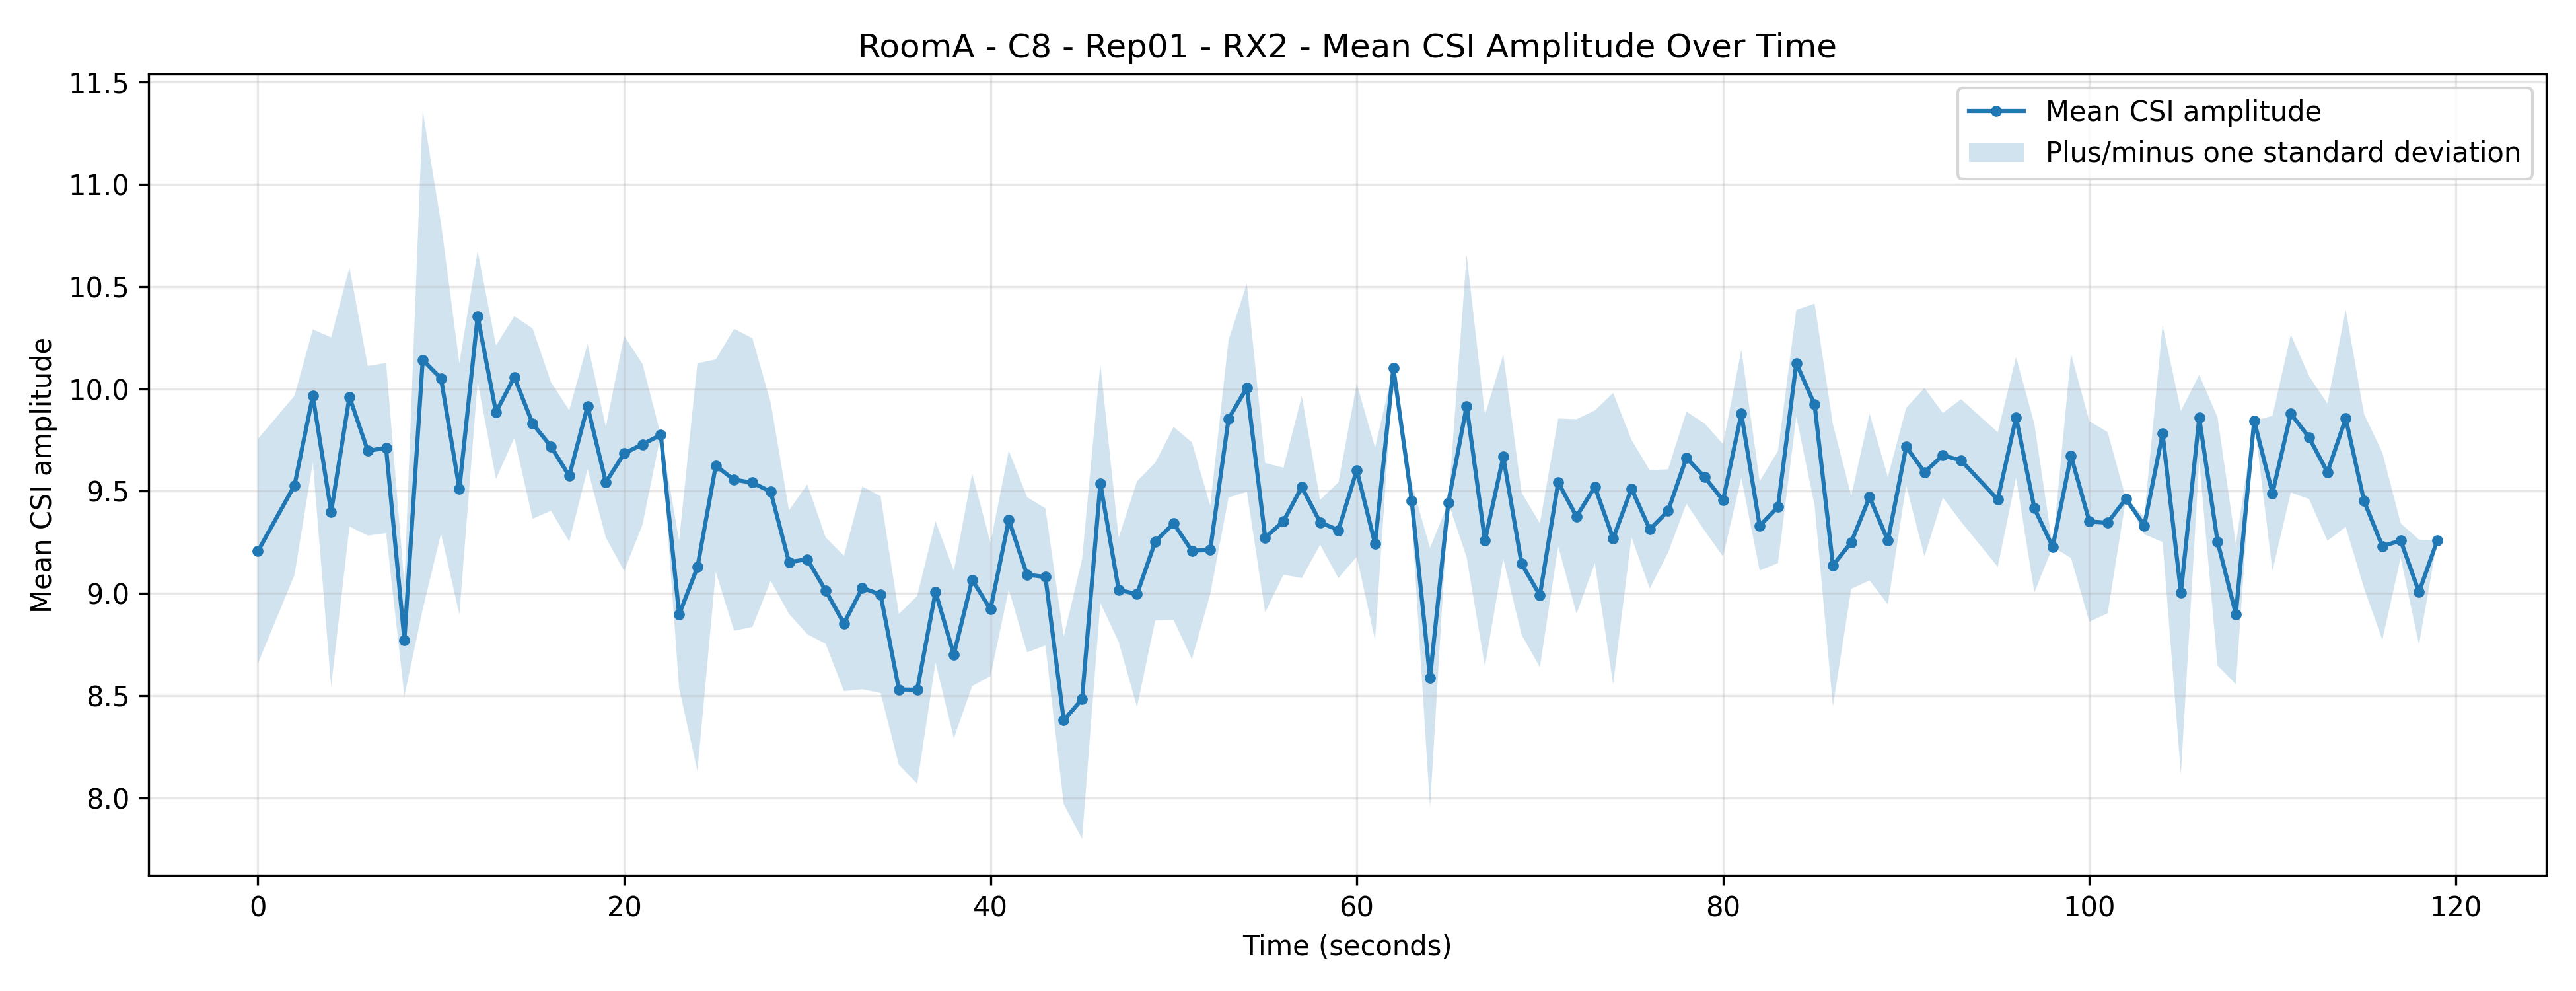 RoomA - C8 - Rep01 - RX2 - Mean CSI Amplitude Over Time
Mean CSI amplitude
Plus/minus one standard deviation
Mean CSI amplitude
11.5
11.0
10.5
10.0
9.5
9.0
8.5
8.0
0 20 40 60 80 100 120
Time (seconds)